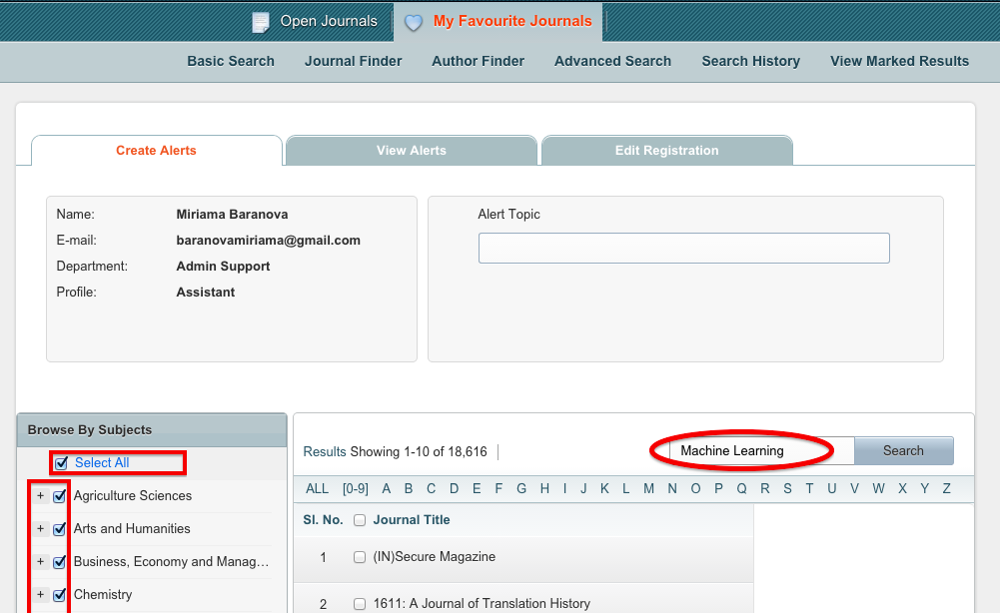 Open Journals My Favourite Journals
Basic Search Journal Finder Author Finder Advanced Search Search History View Marked Results
Create Alerts View Alerts Edit Registration
Name: Miriama Baranova
E-mail: baranovamiriama@gmail.com
Department: Admin Support
Profile: Assistant
Alert Topic
Browse By Subjects
Select All
+ Agriculture Sciences
+ Arts and Humanities
+ Business, Economy and Manag...
+ Chemistry
Results Showing 1-10 of 18,616 Machine Learning Search
ALL [0-9] A B C D E F G H I J K L M N O P Q R S T U V W X Y Z
Sl. No. Journal Title
1 (IN)Secure Magazine
2 1611: A Journal of Translation History